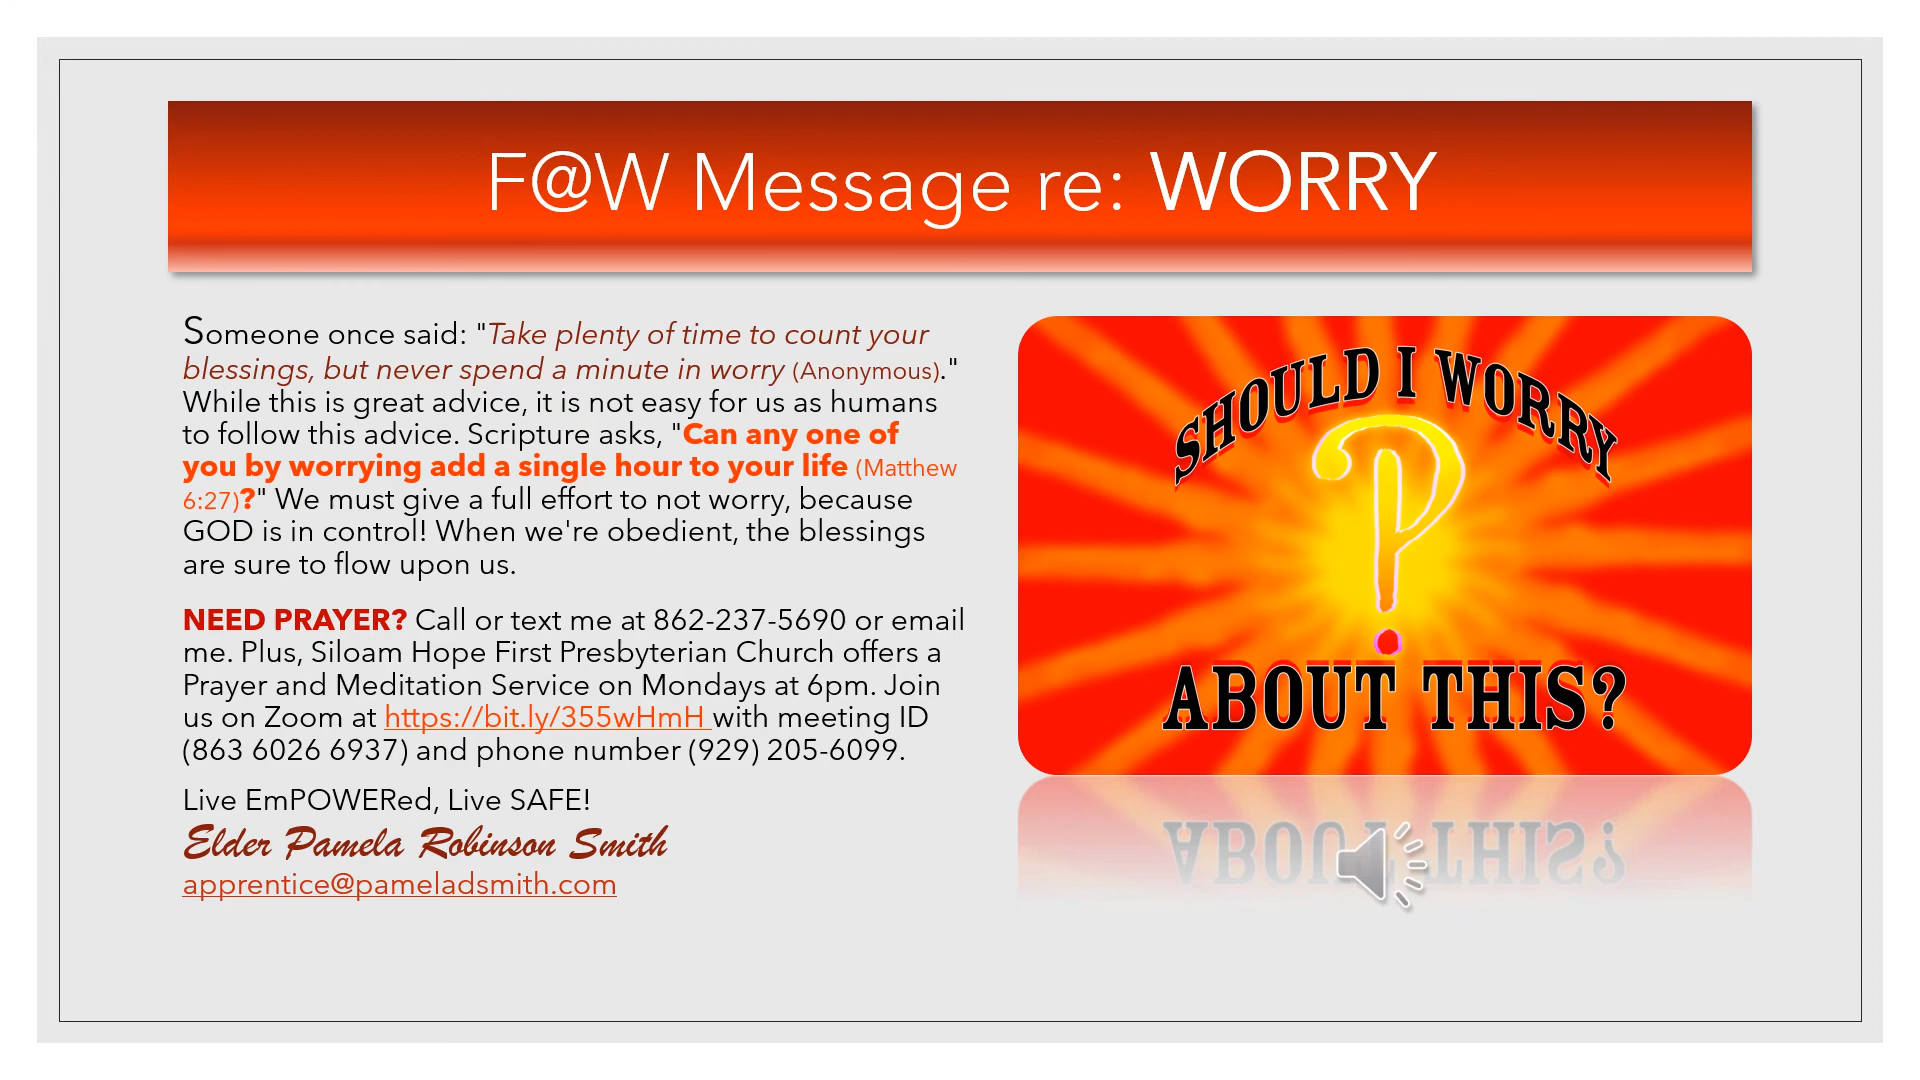 F@W Message re: WORRY
Someone once said: "Take plenty of time to count your
blessings, but never spend a minute in worry (Anonymous)."
While this is great advice, it is not easy for us as humans
to follow this advice. Scripture asks, "Can any one of
you by worrying add a single hour to your life (Matthew
6:27)?" We must give a full effort to not worry, because
GOD is in control! When we're obedient, the blessings
are sure to flow upon us.
NEED PRAYER? Call or text me at 862-237-5690 or email
me. Plus, Siloam Hope First Presbyterian Church offers a
Prayer and Meditation Service on Mondays at 6pm. Join
us on Zoom at https://bit.ly/355wHmH with meeting ID
(863 6026 6937) and phone number (929) 205-6099.
Live EmPOWERed, Live SAFE!
Elder Pamela Robinson Smith
apprentice@pameladsmith.com
SHOULD I WORRY
?
ABOUT THIS?